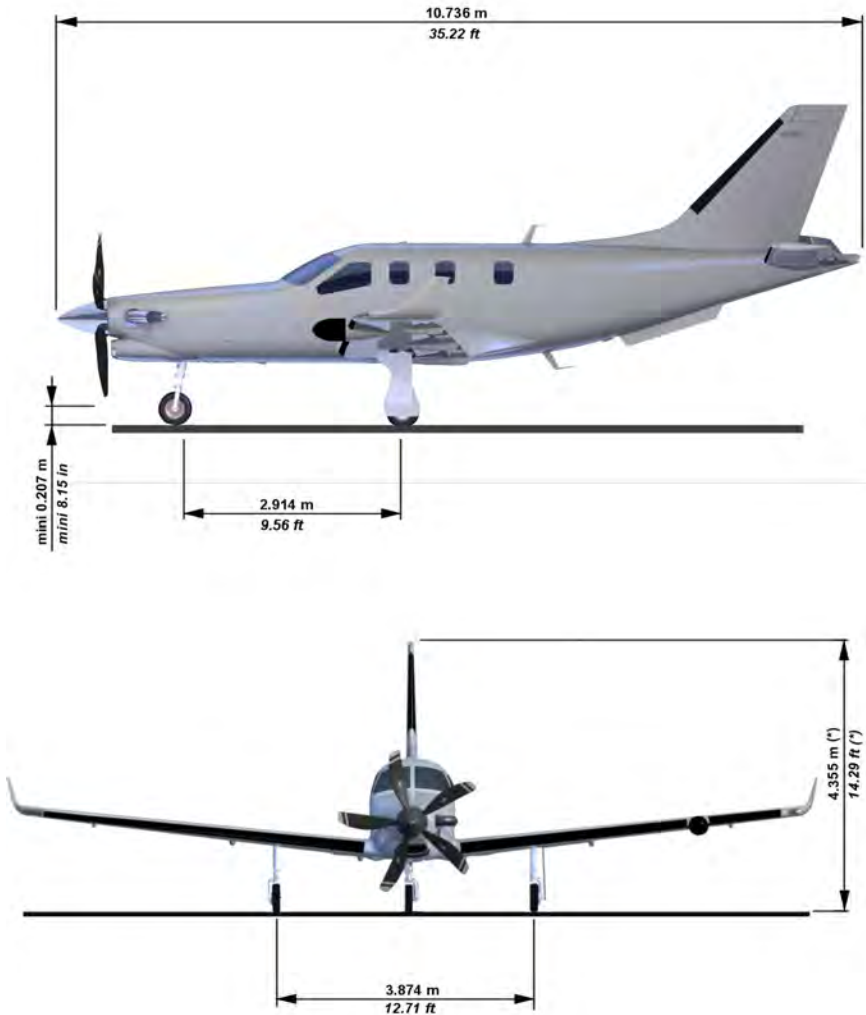 10.736 m
35.22 ft
mini 0.207 m
mini 8.15 in
2.914 m
9.56 ft
4.355 m (*)
14.29 ft (*)
3.874 m
12.71 ft